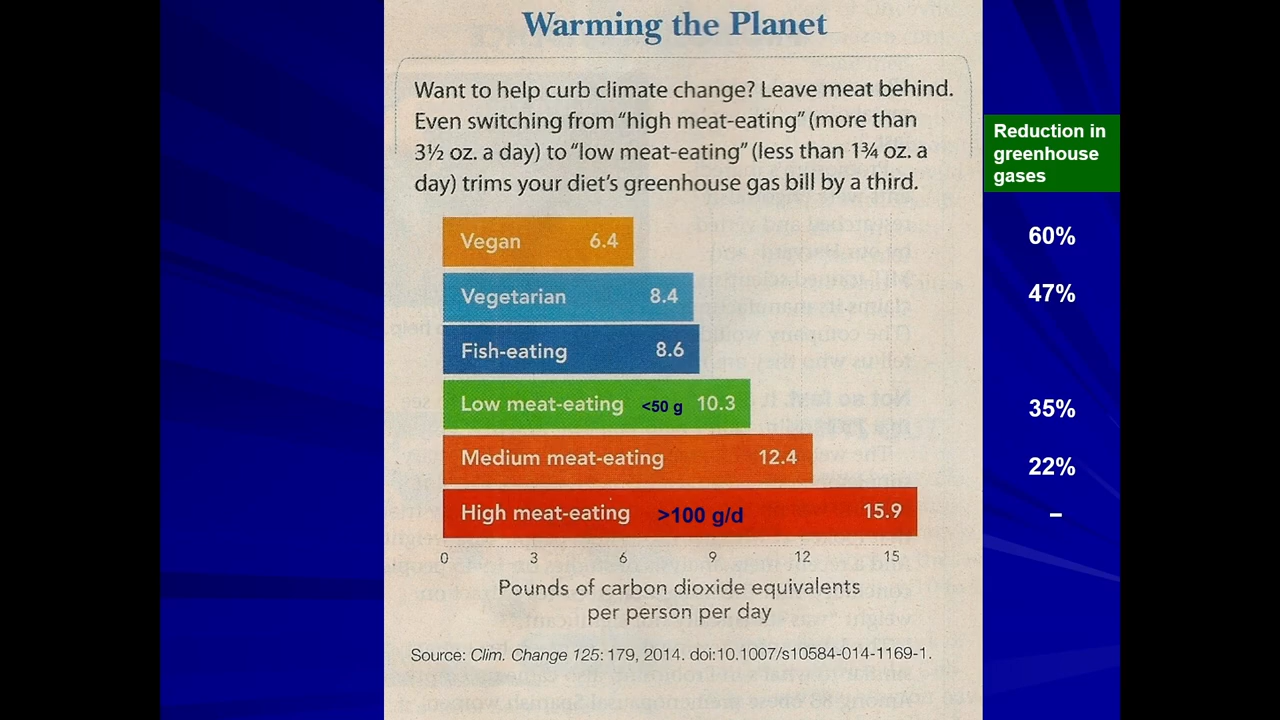 Warming the Planet
Want to help curb climate change? Leave meat behind.
Even switching from “high meat-eating” (more than
3½ oz. a day) to “low meat-eating” (less than 1¾ oz. a
day) trims your diet’s greenhouse gas bill by a third.
Reduction in
greenhouse
gases
Vegan 6.4 60%
Vegetarian 8.4 47%
Fish-eating 8.6
Low meat-eating <50 g 10.3 35%
Medium meat-eating 12.4 22%
High meat-eating >100 g/d 15.9 –
0 3 6 9 12 15
Pounds of carbon dioxide equivalents
per person per day
Source: Clim. Change 125: 179, 2014. doi:10.1007/s10584-014-1169-1.